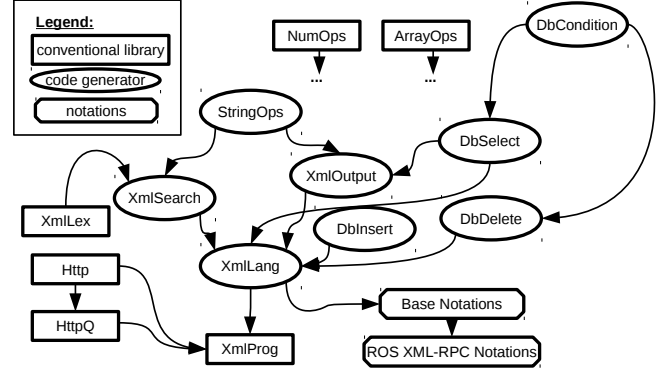 Legend:
conventional library
code generator
notations
NumOps
ArrayOps
DbCondition
...
...
StringOps
DbSelect
XmlOutput
XmlSearch
XmlLex
DbInsert
DbDelete
XmlLang
Http
HttpQ
Base Notations
XmlProg
ROS XML-RPC Notations